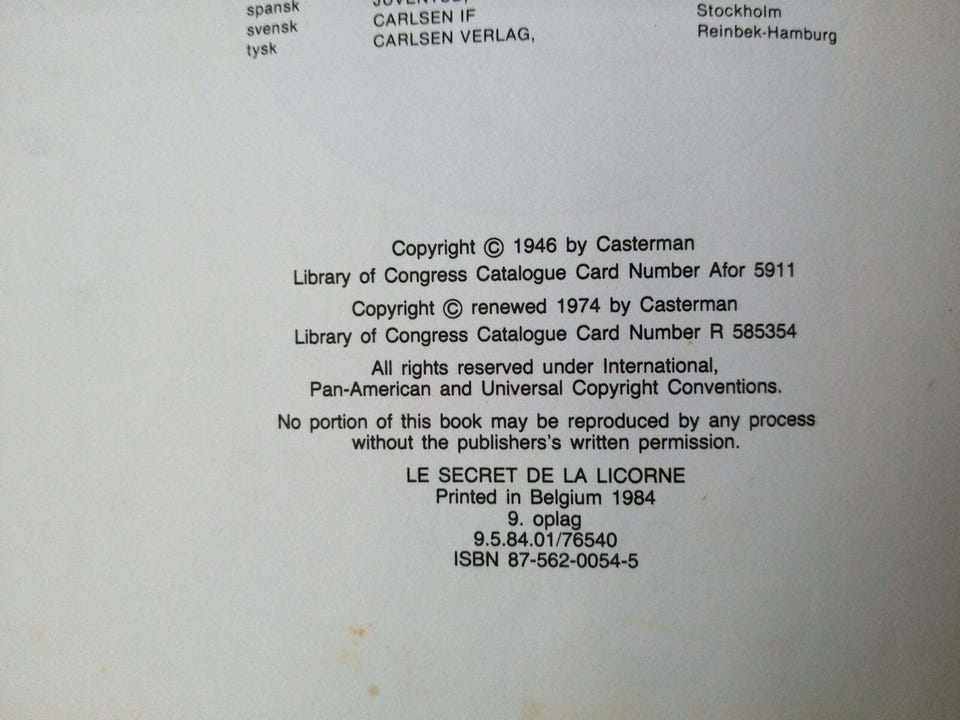 spansk JUVENTUD,
svensk CARLSEN IF Stockholm
tysk CARLSEN VERLAG, Reinbek-Hamburg
Copyright © 1946 by Casterman
Library of Congress Catalogue Card Number Afor 5911
Copyright © renewed 1974 by Casterman
Library of Congress Catalogue Card Number R 585354
All rights reserved under International,
Pan-American and Universal Copyright Conventions.
No portion of this book may be reproduced by any process
without the publishers's written permission.
LE SECRET DE LA LICORNE
Printed in Belgium 1984
9. oplag
9.5.84.01/76540
ISBN 87-562-0054-5